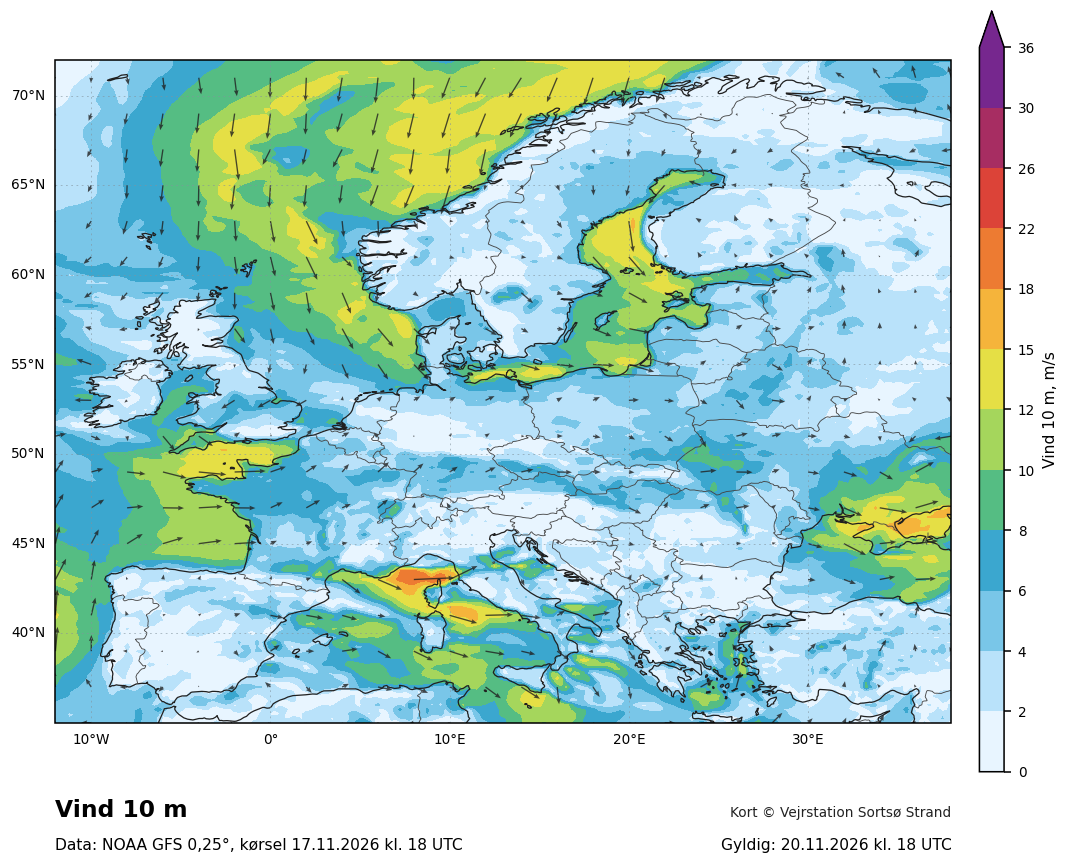 36
30
26
22
18
15
12
10
8
6
4
2
0
Vind 10 m, m/s
70°N
65°N
60°N
55°N
50°N
45°N
40°N
10°W
0°
10°E
20°E
30°E
Vind 10 m
Kort © Vejrstation Sortsø Strand
Data: NOAA GFS 0,25°, kørsel 17.11.2026 kl. 18 UTC
Gyldig: 20.11.2026 kl. 18 UTC